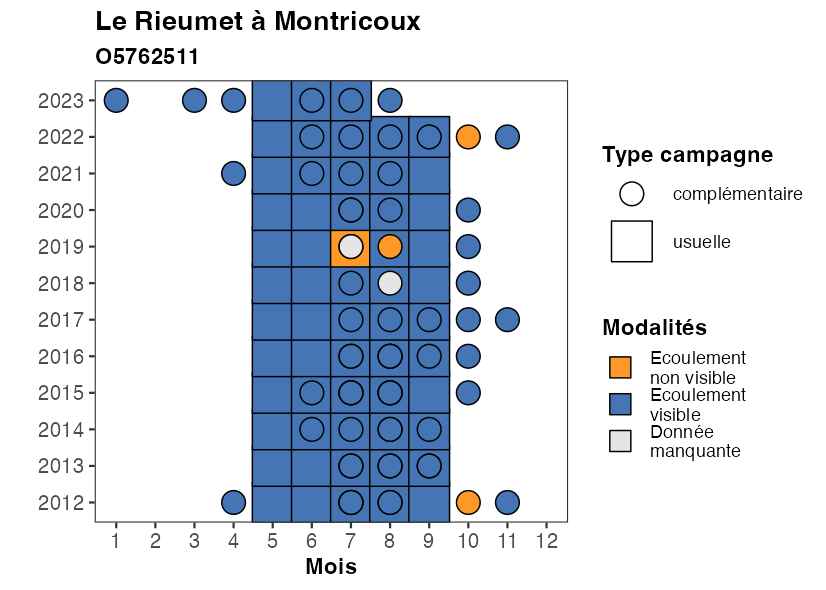 Le Rieumet à Montricoux
O5762511
2023
2022
2021
2020
2019
2018
2017
2016
2015
2014
2013
2012
1 2 3 4 5 6 7 8 9 10 11 12
Mois
Type campagne
complémentaire
usuelle
Modalités
Ecoulement
non visible
Ecoulement
visible
Donnée
manquante